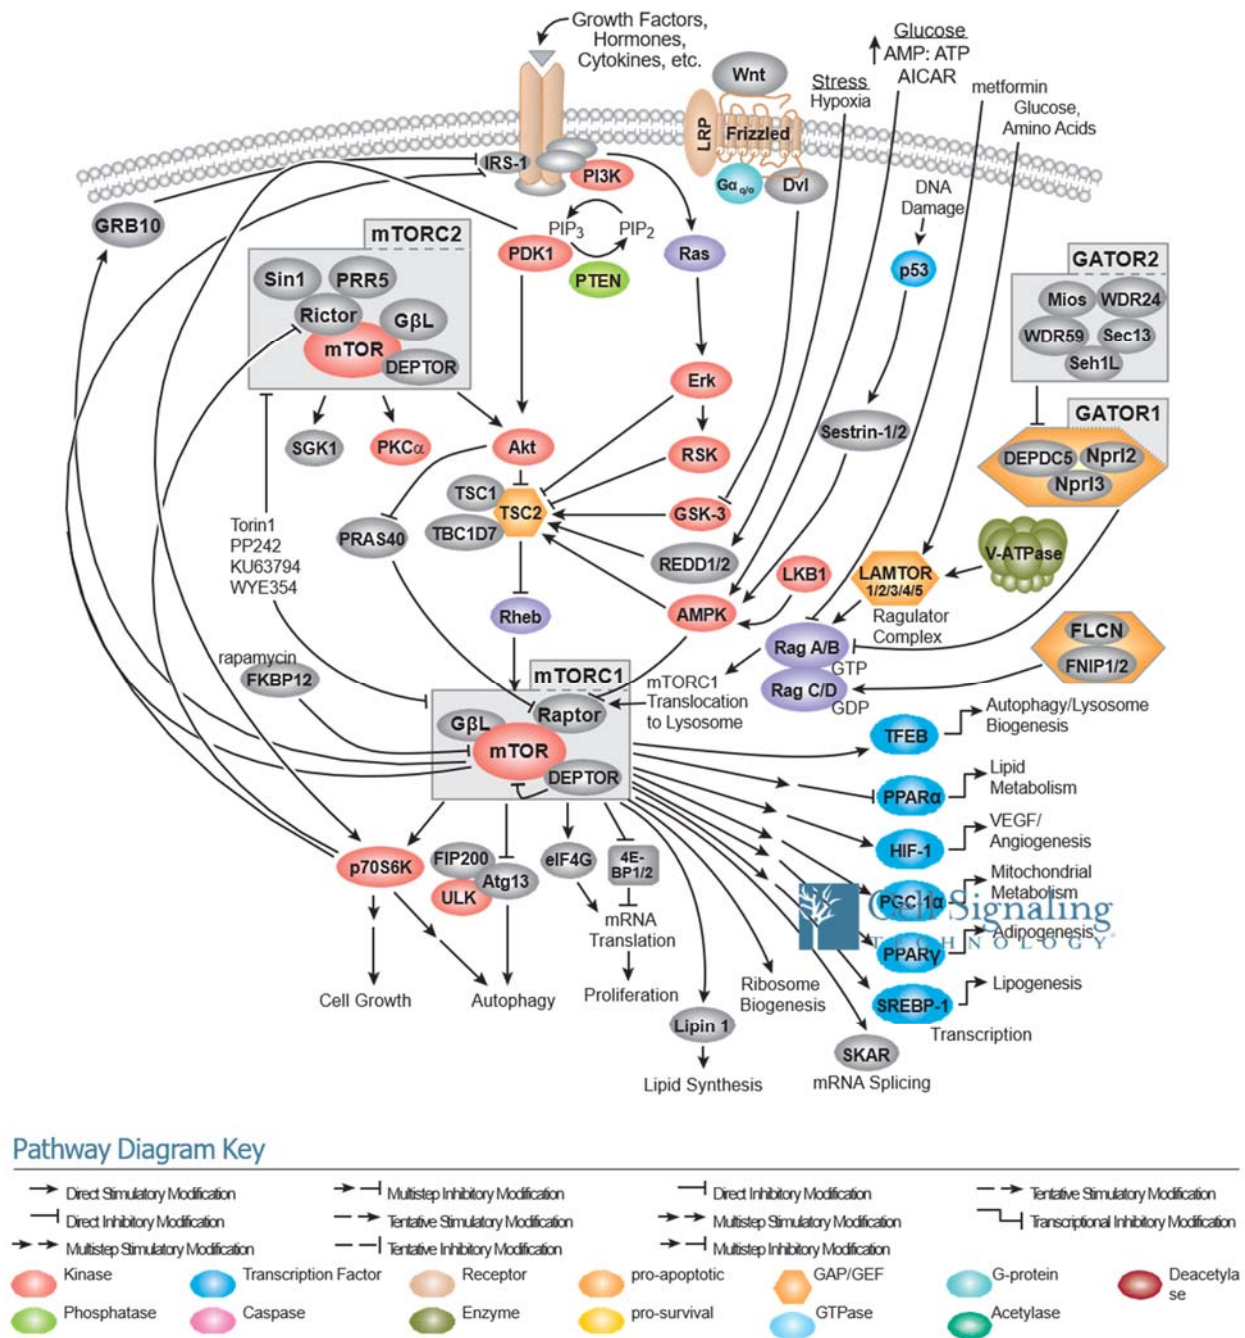 Growth Factors,
Hormones,
Cytokines, etc.
Glucose
AMP: ATP
AICAR
Stress
Hypoxia
metformin
Glucose,
Amino Acids
Wnt
LRP
Frizzled
Gα q/o
Dvl
IRS-1
PI3K
GRB10
PIP3
PIP2
PDK1
PTEN
Ras
DNA
Damage
p53
mTORC2
Sin1
PRR5
Rictor
GβL
mTOR
DEPTOR
GATOR2
Mios
WDR24
WDR59
Sec13
Seh1L
GATOR1
DEPDC5
Nprl2
Nprl3
Erk
SGK1
PKCα
Akt
RSK
Sestrin-1/2
TSC1
TSC2
TBC1D7
GSK-3
PRAS40
REDD1/2
LKB1
AMPK
V-ATPase
LAMTOR
1/2/3/4/5
Ragulator
Complex
Torin1
PP242
KU63794
WYE354
Rheb
Rag A/B
GTP
Rag C/D
GDP
FLCN
FNIP1/2
rapamycin
FKBP12
mTORC1
mTORC1
Translocation
to Lysosome
GβL
Raptor
mTOR
DEPTOR
TFEB
Autophagy/Lysosome
Biogenesis
PPARα
Lipid
Metabolism
HIF-1
VEGF/
Angiogenesis
PGC-1α
Mitochondrial
Metabolism
Cell Signaling
TECHNOLOGY®
PPARγ
Adipogenesis
SREBP-1
Lipogenesis
Transcription
p70S6K
FIP200
ULK
Atg13
eIF4G
4E-
BP1/2
mRNA
Translation
Cell Growth
Autophagy
Proliferation
Ribosome
Biogenesis
Lipin 1
Lipid Synthesis
SKAR
mRNA Splicing
Pathway Diagram Key
Direct Stimulatory Modification
Multistep Inhibitory Modification
Direct Inhibitory Modification
Tentative Stimulatory Modification
Direct Inhibitory Modification
Tentative Stimulatory Modification
Multistep Stimulatory Modification
Transcriptional Inhibitory Modification
Multistep Stimulatory Modification
Tentative Inhibitory Modification
Multistep Inhibitory Modification
Kinase
Transcription Factor
Receptor
pro-apoptotic
GAP/GEF
G-protein
Deacetyla
se
Phosphatase
Caspase
Enzyme
pro-survival
GTPase
Acetylase